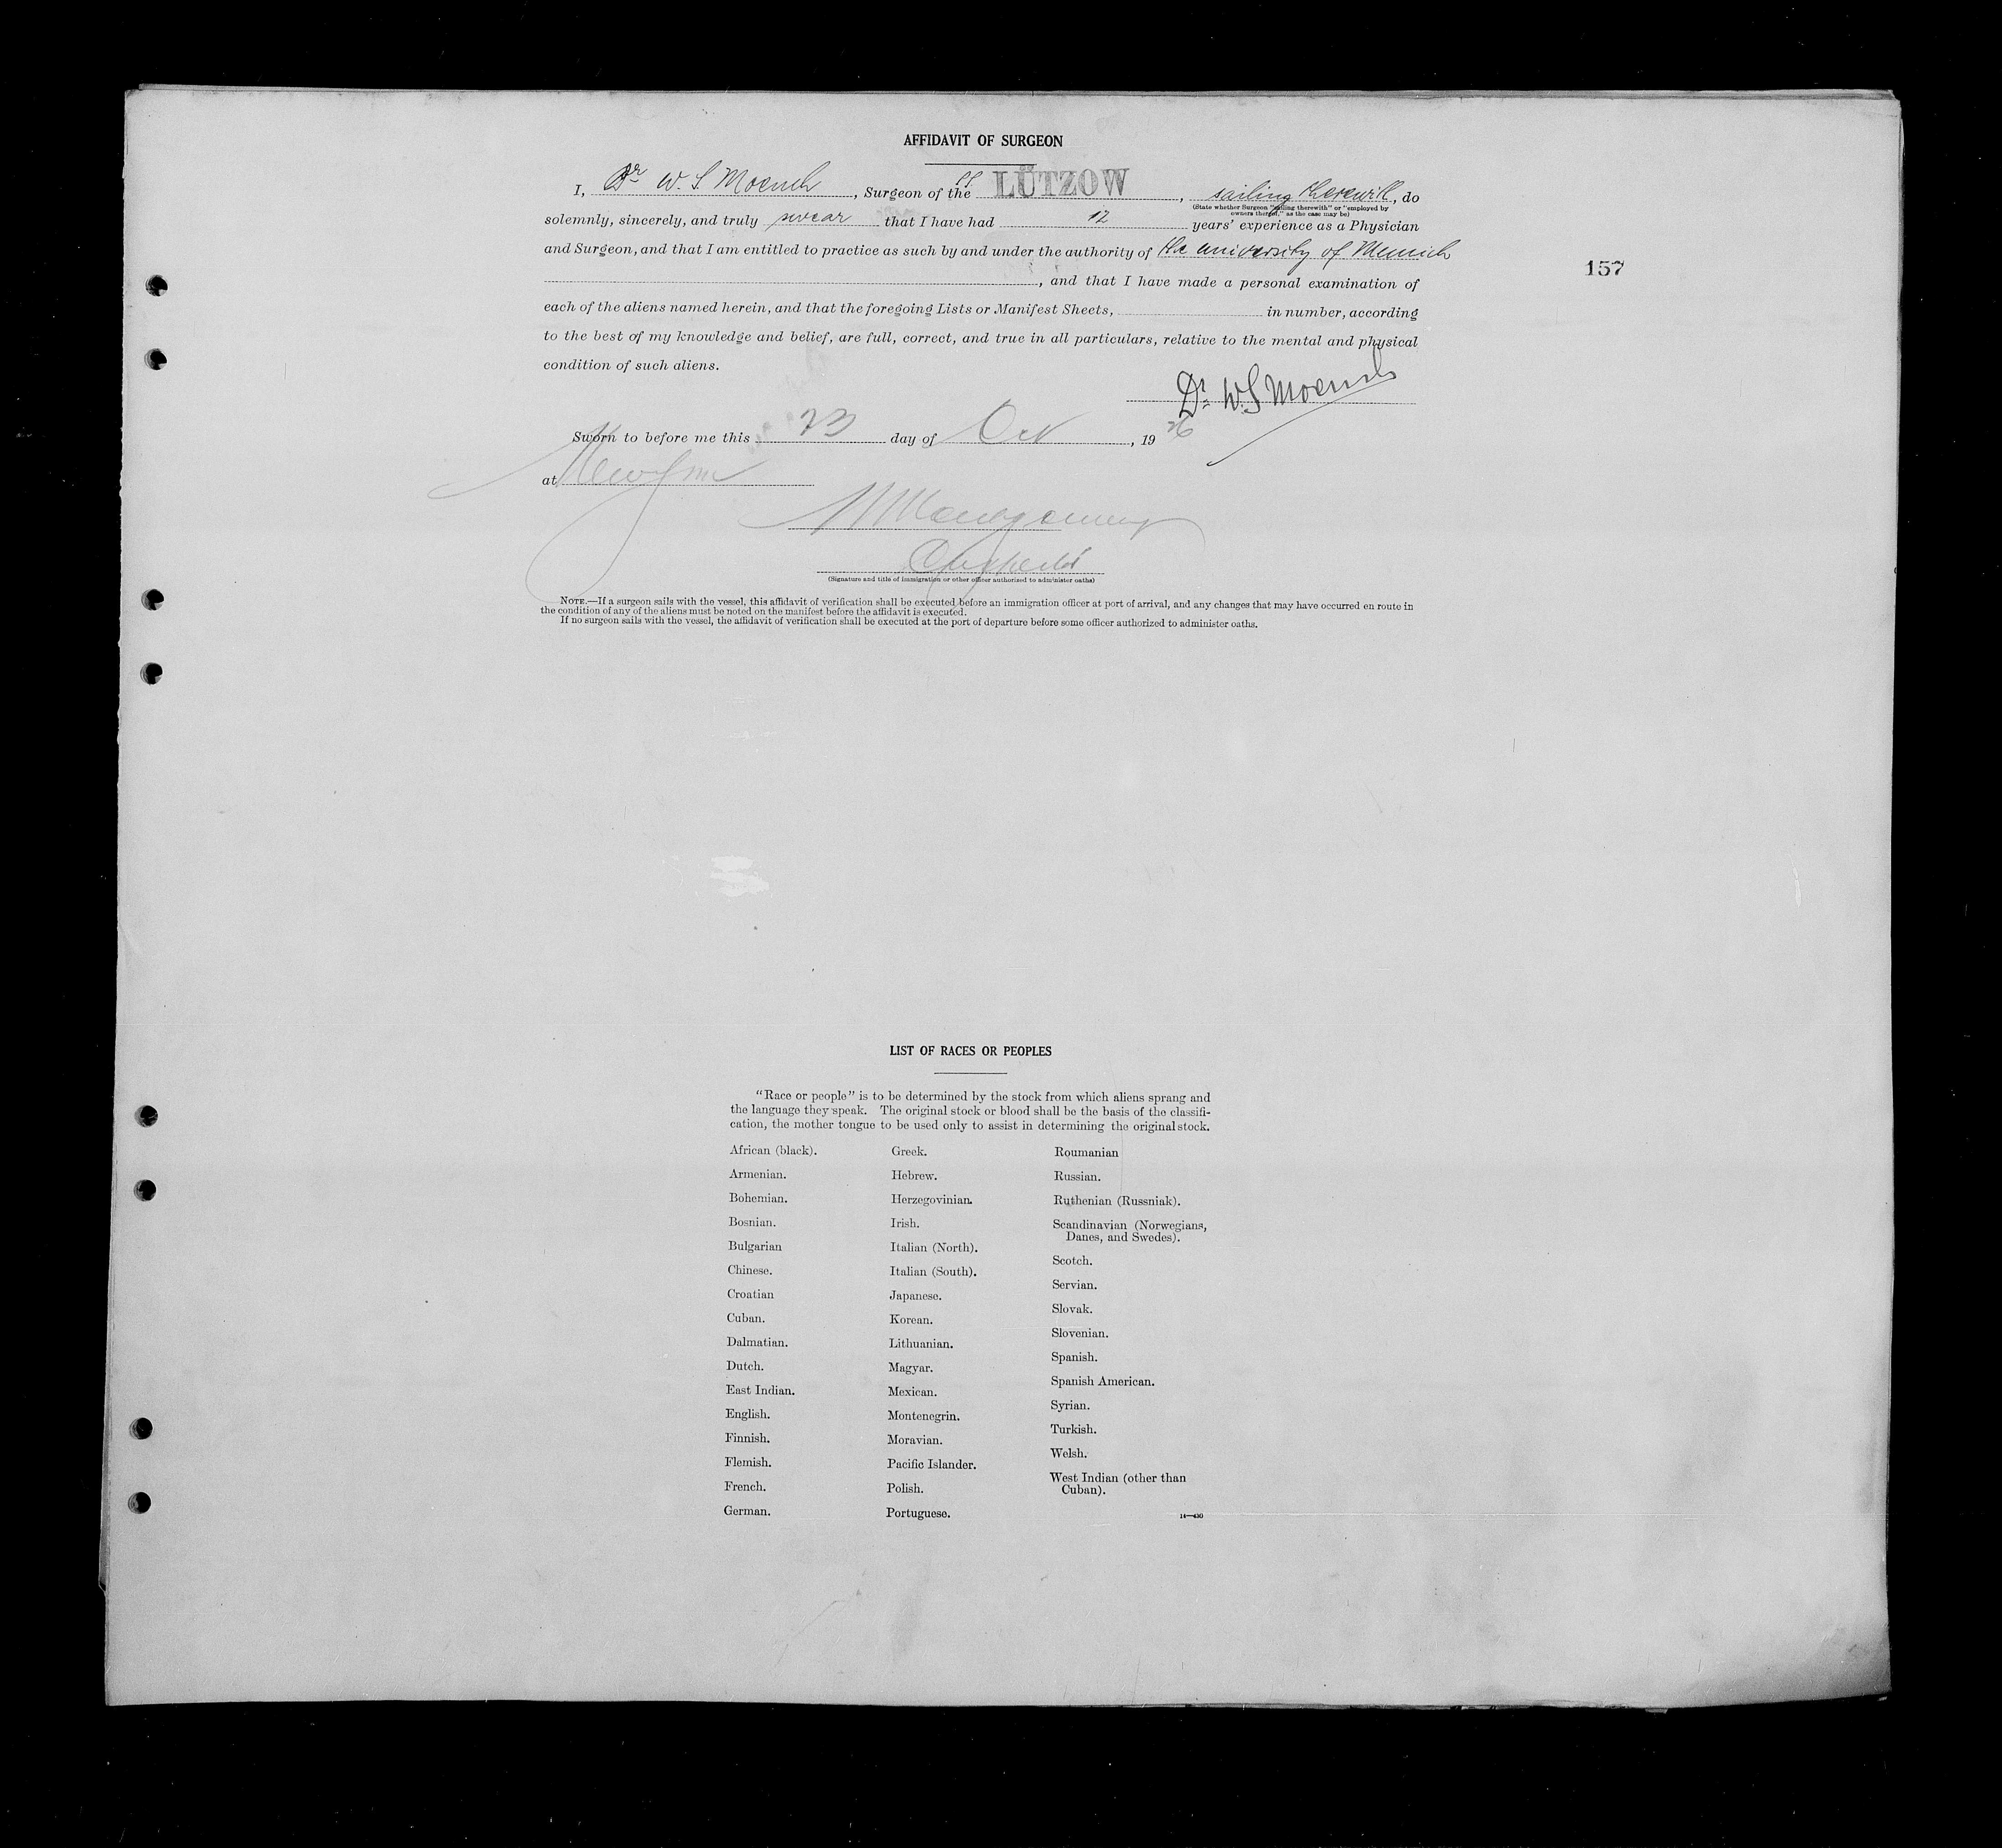 AFFIDAVIT OF SURGEON
I, Dr W. S. Moench, Surgeon of the SS LÜTZOW, sailing therewith, do
(State whether Surgeon "sailing therewith" or "employed by
owners thereof," as the case may be)
solemnly, sincerely, and truly swear that I have had 12 years' experience as a Physician
and Surgeon, and that I am entitled to practice as such by and under the authority of the university of Munich
157
, and that I have made a personal examination of
each of the aliens named herein, and that the foregoing Lists or Manifest Sheets, in number, according
to the best of my knowledge and belief, are full, correct, and true in all particulars, relative to the mental and physical
condition of such aliens.
Dr. W. S Moench
Sworn to before me this 23 day of Oct, 1926
at New York
Montgomery
Inspector
(Signature and title of immigration or other officer authorized to administer oaths)
NOTE.—If a surgeon sails with the vessel, this affidavit of verification shall be executed before an immigration officer at port of arrival, and any changes that may have occurred en route in
the condition of any of the aliens must be noted on the manifest before the affidavit is executed.
If no surgeon sails with the vessel, the affidavit of verification shall be executed at the port of departure before some officer authorized to administer oaths.
LIST OF RACES OR PEOPLES
"Race or people" is to be determined by the stock from which aliens sprang and
the language they speak. The original stock or blood shall be the basis of the classifi-
cation, the mother tongue to be used only to assist in determining the original stock.
African (black).
Armenian.
Bohemian.
Bosnian.
Bulgarian
Chinese.
Croatian
Cuban.
Dalmatian.
Dutch.
East Indian.
English.
Finnish.
Flemish.
French.
German.
Greek.
Hebrew.
Herzegovinian.
Irish.
Italian (North).
Italian (South).
Japanese.
Korean.
Lithuanian.
Magyar.
Mexican.
Montenegrin.
Moravian.
Pacific Islander.
Polish.
Portuguese.
Roumanian
Russian.
Ruthenian (Russniak).
Scandinavian (Norwegians,
Danes, and Swedes).
Scotch.
Servian.
Slovak.
Slovenian.
Spanish.
Spanish American.
Syrian.
Turkish.
Welsh.
West Indian (other than
Cuban).
14—430